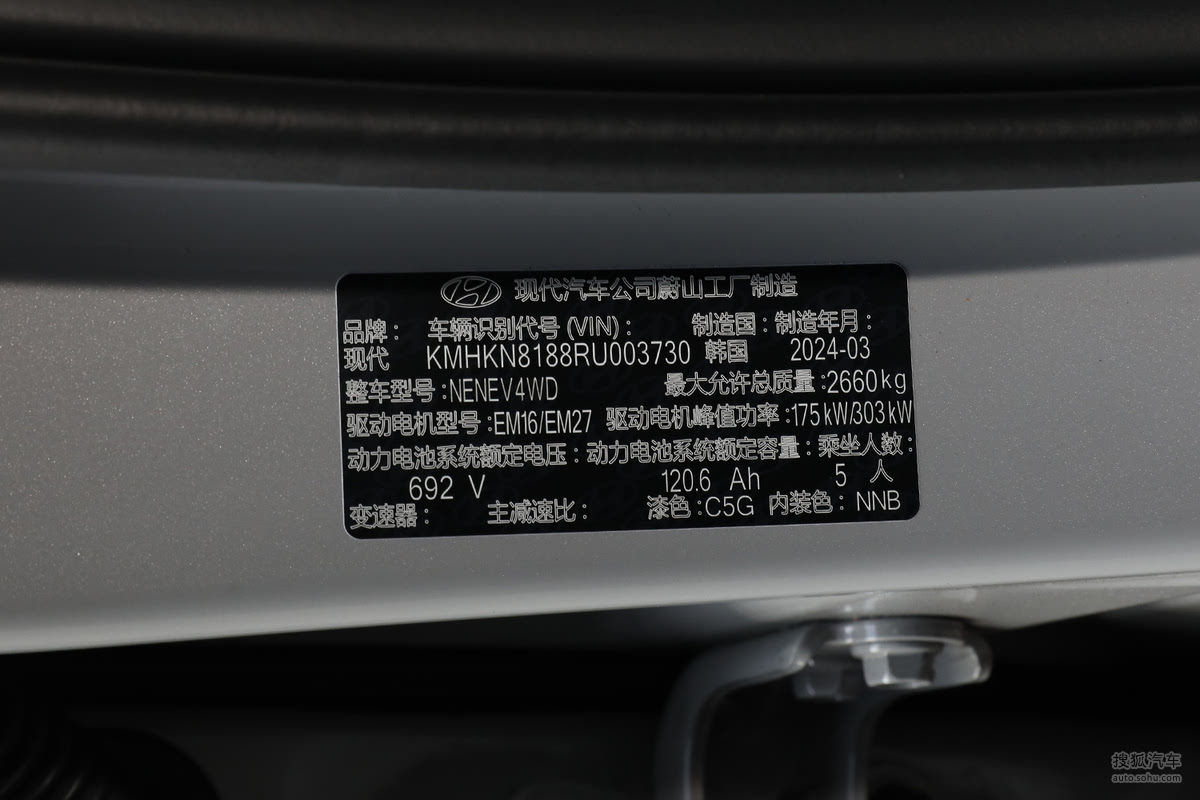 现代汽车公司蔚山工厂制造
品牌： 车辆识别代号 (VIN)： 制造国： 制造年月：
现代 KMHKN8188RU003730 韩国 2024-03
整车型号：NENEV4WD 最大允许总质量：2660kg
驱动电机型号：EM16/EM27 驱动电机峰值功率：175kW/303kW
动力电池系统额定电压： 动力电池系统额定容量： 乘坐人数：
692 V 120.6 Ah 5 人
变速器： 主减速比： 漆色：C5G 内装色：NNB
搜狐汽车
auto.sohu.com